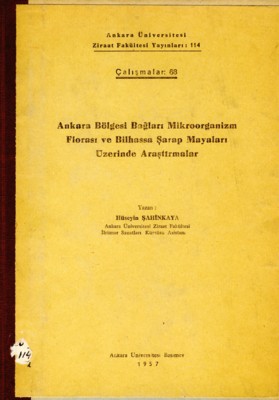 Ankara Üniversitesi
Ziraat Fakültesi Yayınları: 114
Çalışmalar: 68
Ankara Bölgesi Bağları Mikroorganizm
Florası ve Bilhassa Şarap Mayaları
Üzerinde Araştırmalar
Yazan:
Hüseyin ŞAHİNKAYA
Ankara Üniversitesi Ziraat Fakültesi
Ankara Üniversitesi Basımevi
1957
114